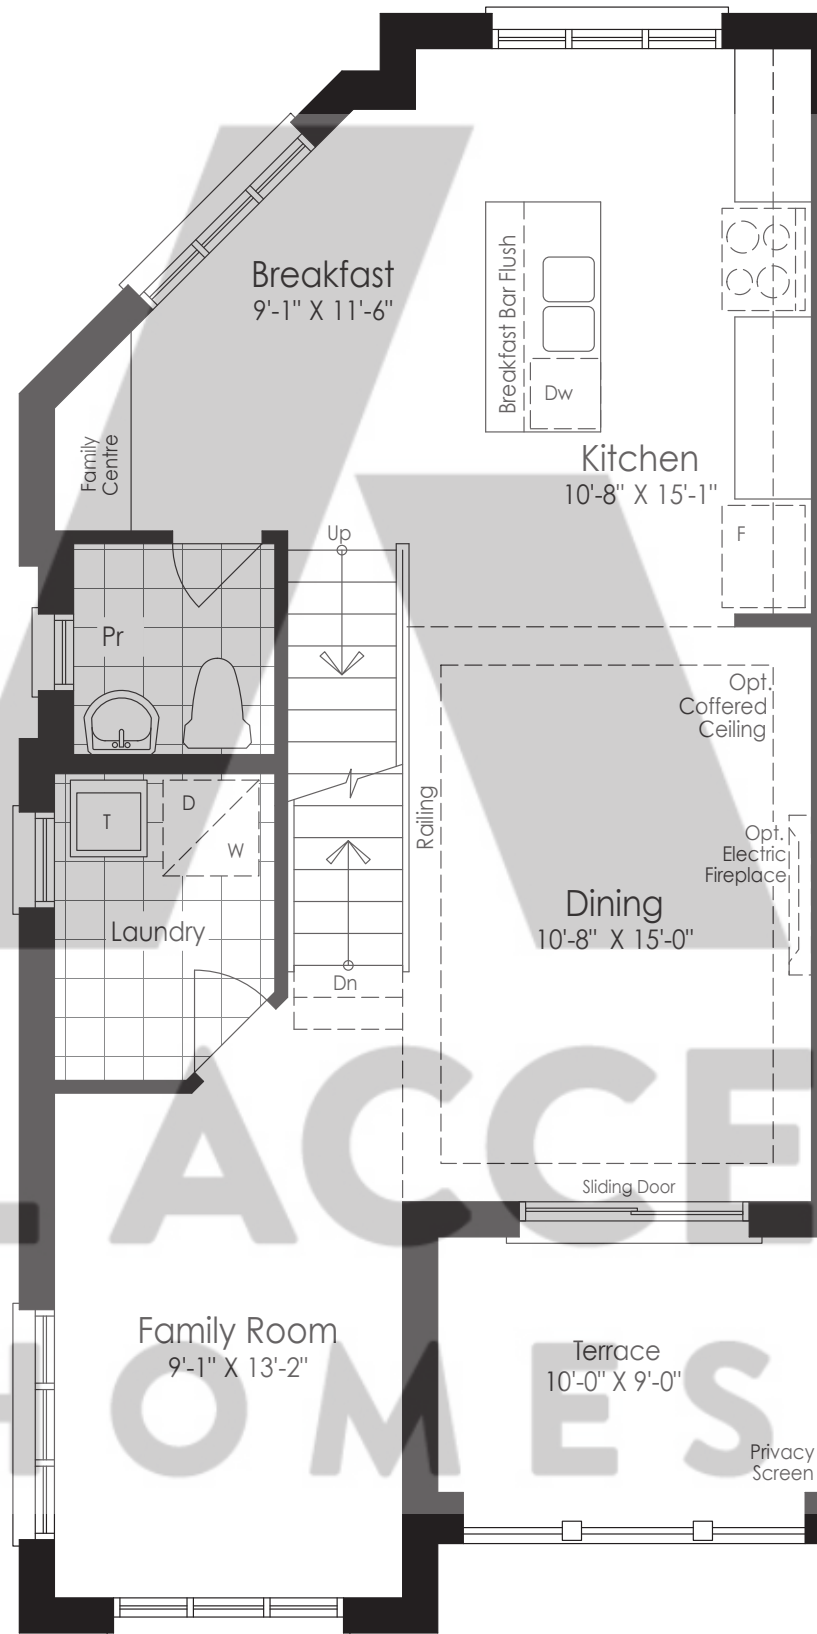 Breakfast
9'-1" X 11'-6"
Breakfast Bar Flush
Dw
Family
Centre
Kitchen
10'-8" X 15'-1"
F
Up
Pr
Opt.
Coffered
Ceiling
T
D
W
Railing
Opt.
Electric
Fireplace
Laundry
Dining
10'-8" X 15'-0"
Dn
Sliding Door
ACCE
Family Room
9'-1" X 13'-2"
Terrace
10'-0" X 9'-0"
HOMES
Privacy
Screen